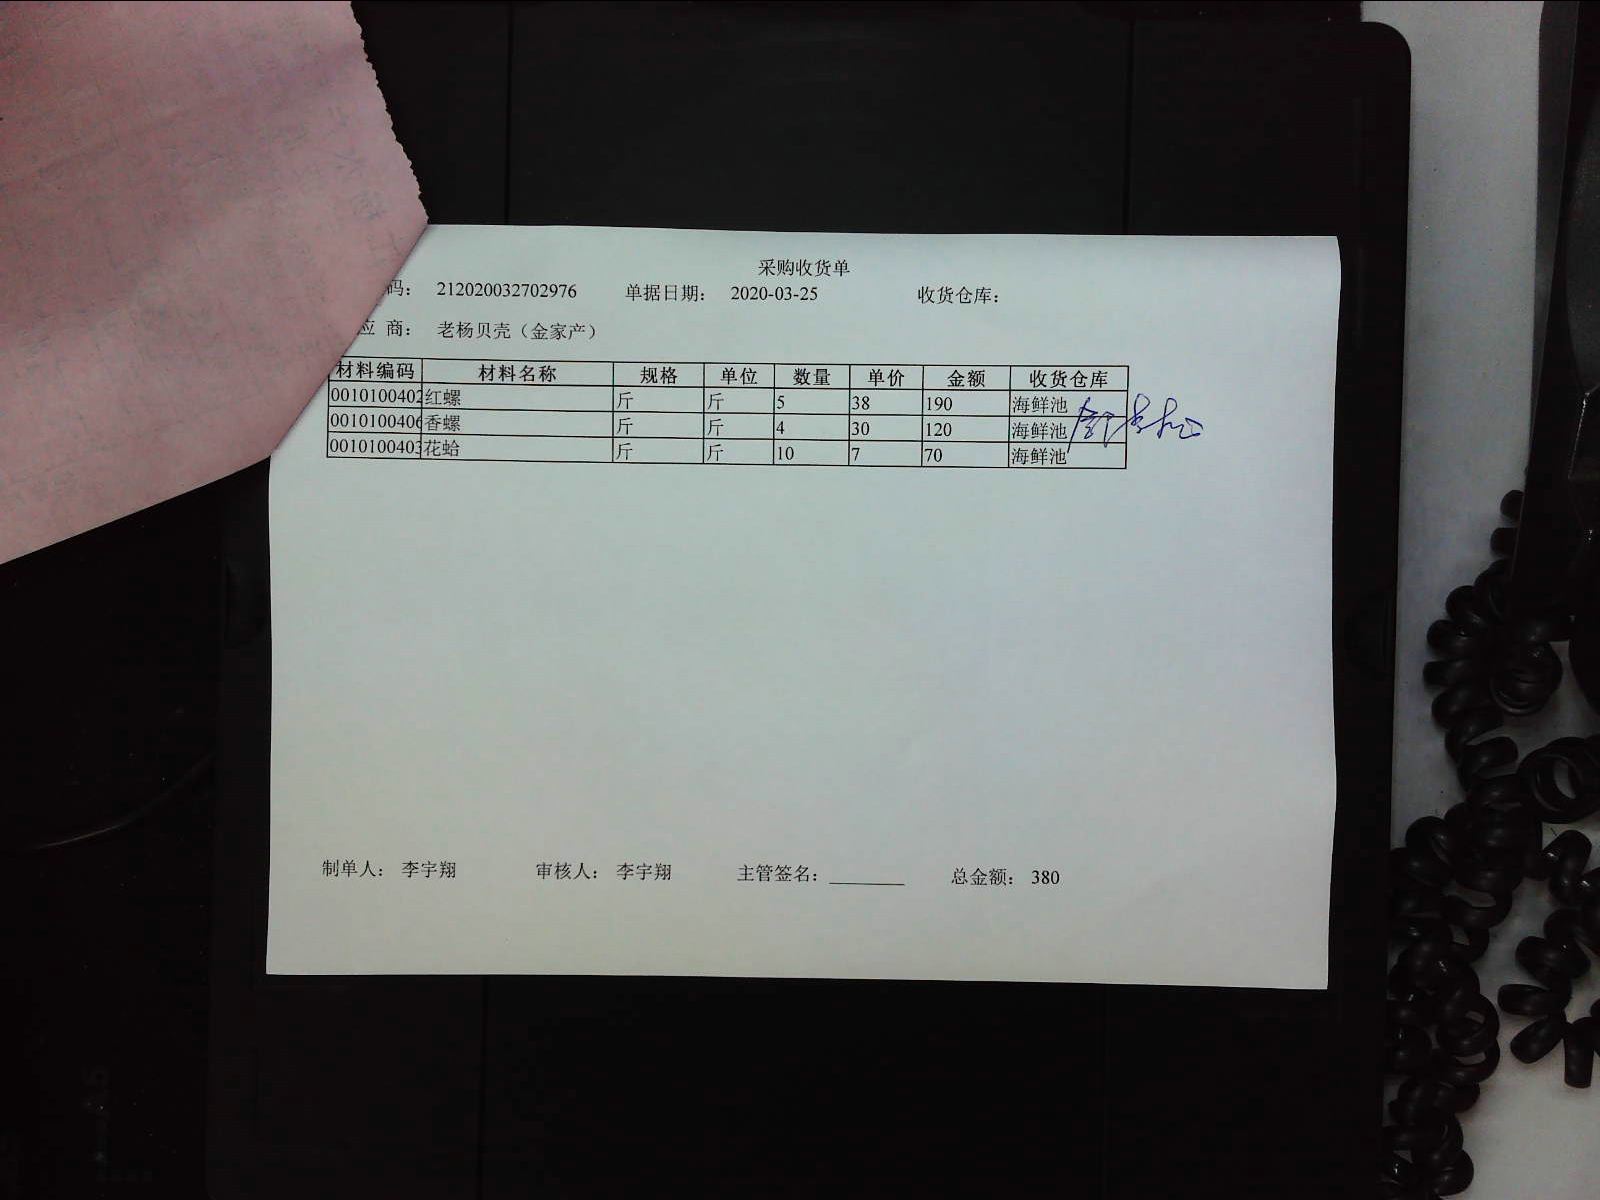 采购收货单
码： 212020032702976 单据日期： 2020-03-25 收货仓库：
应 商： 老杨贝壳（金家产）
材料编码 材料名称 规格 单位 数量 单价 金额 收货仓库
0010100402 红螺 斤 斤 5 38 190 海鲜池
0010100406 香螺 斤 斤 4 30 120 海鲜池
0010100403 花蛤 斤 斤 10 7 70 海鲜池
制单人： 李宇翔 审核人： 李宇翔 主管签名：________ 总金额： 380